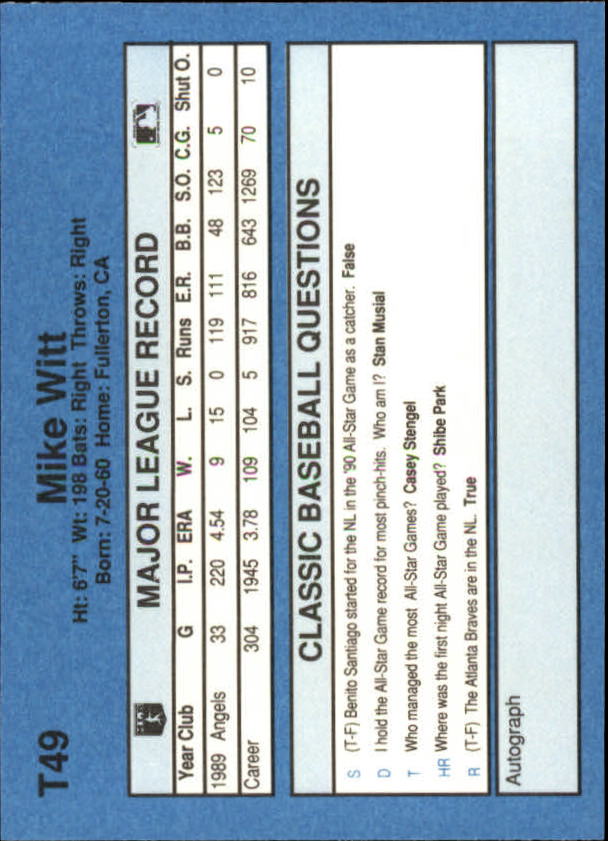 T49
Mike Witt
Ht: 6'7" Wt: 198 Bats: Right Throws: Right
Born: 7-20-60 Home: Fullerton, CA
MAJOR LEAGUE RECORD
Year Club G I.P. ERA W. L. S. Runs E.R. B.B. S.O. C.G. Shut O.
1989 Angels 33 220 4.54 9 15 0 119 111 48 123 5 0
Career 304 1945 3.78 109 104 5 917 816 643 1269 70 10
CLASSIC BASEBALL QUESTIONS
S (T-F) Benito Santiago started for the NL in the '90 All-Star Game as a catcher. False
D I hold the All-Star Game record for most pinch-hits. Who am I? Stan Musial
T Who managed the most All-Star Games? Casey Stengel
HR Where was the first night All-Star Game played? Shibe Park
R (T-F) The Atlanta Braves are in the NL. True
Autograph